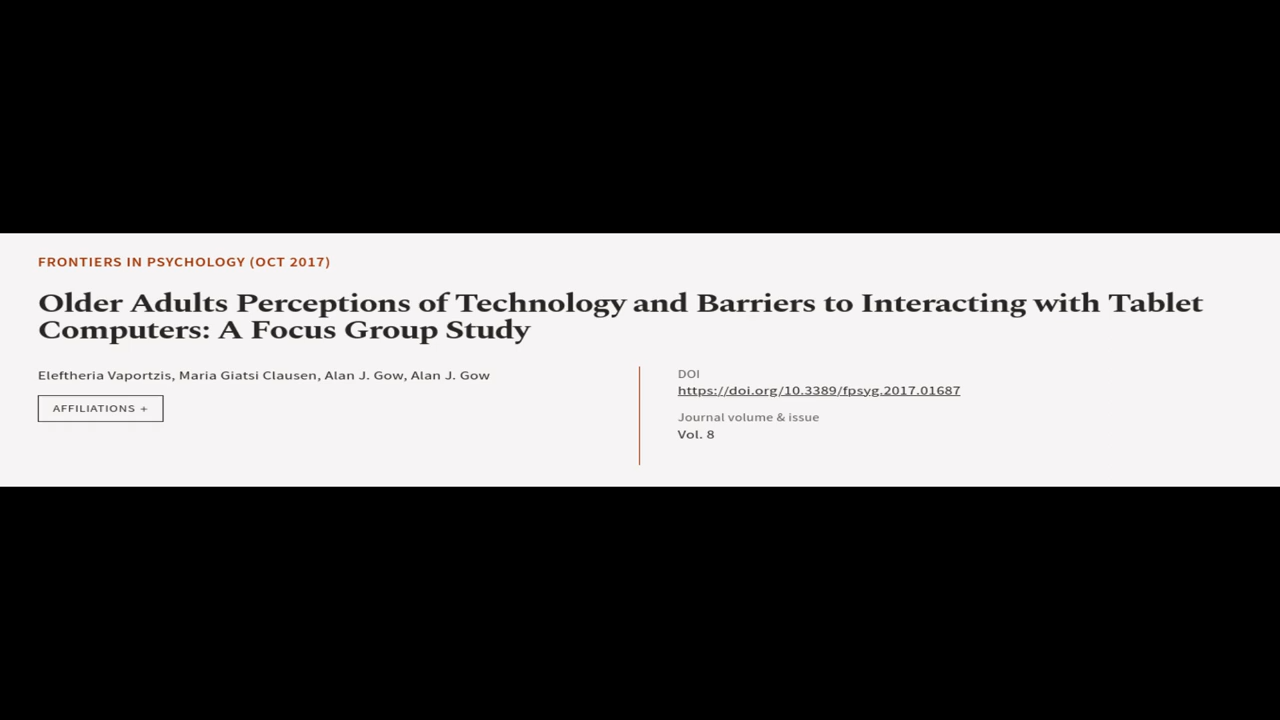 FRONTIERS IN PSYCHOLOGY (OCT 2017)
Older Adults Perceptions of Technology and Barriers to Interacting with Tablet
Computers: A Focus Group Study
Eleftheria Vaportzis, Maria Giatsi Clausen, Alan J. Gow, Alan J. Gow
AFFILIATIONS +
DOI
https://doi.org/10.3389/fpsyg.2017.01687
Journal volume & issue
Vol. 8